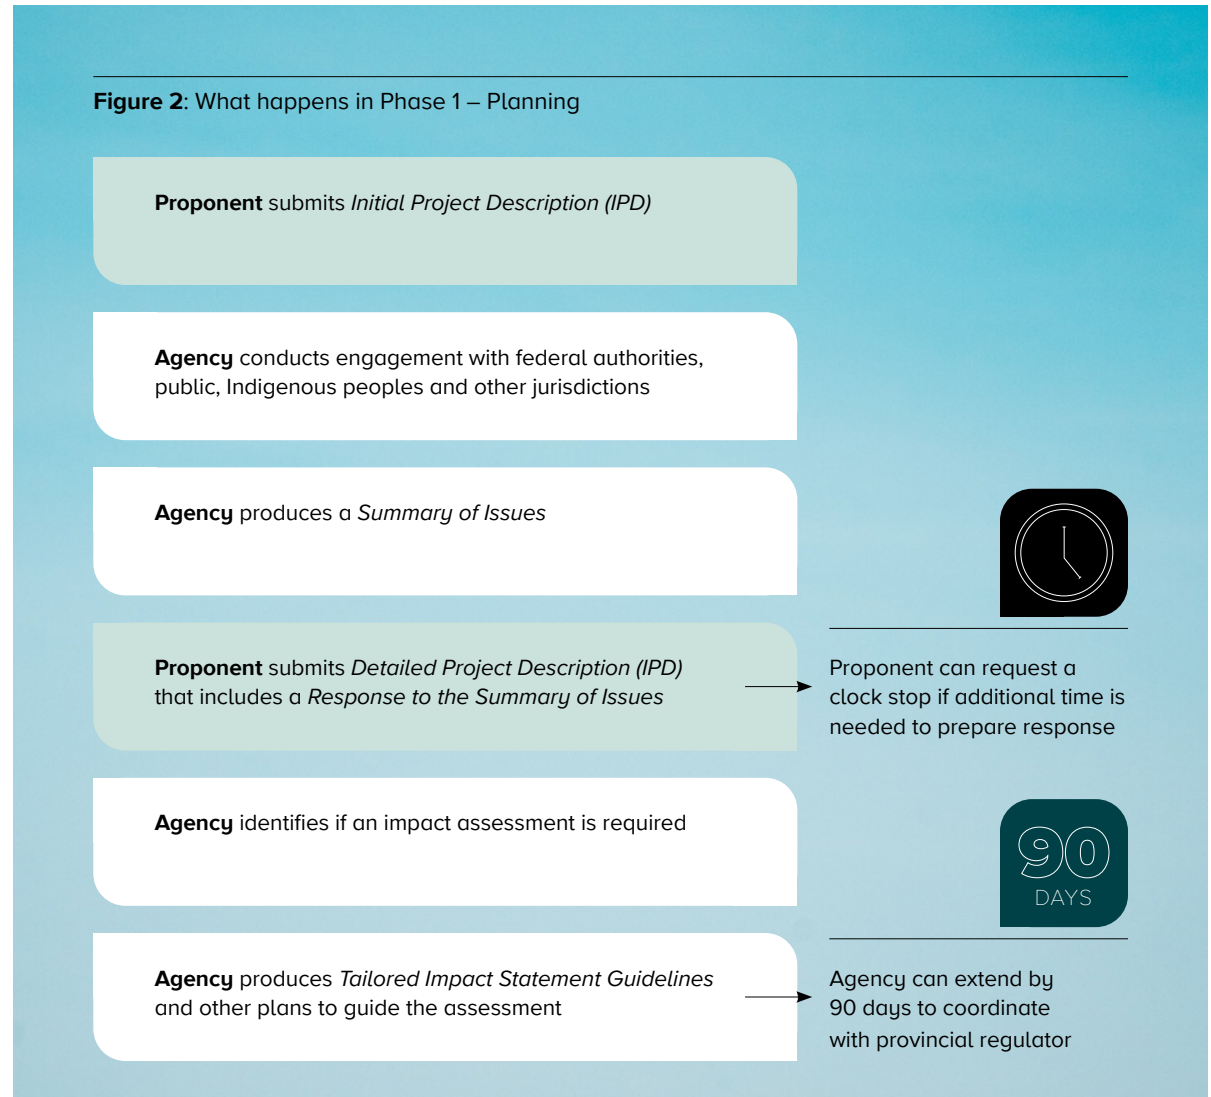 Figure 2: What happens in Phase 1 – Planning
Proponent submits Initial Project Description (IPD)
Agency conducts engagement with federal authorities,
public, Indigenous peoples and other jurisdictions
Agency produces a Summary of Issues
Proponent submits Detailed Project Description (IPD)
that includes a Response to the Summary of Issues
Proponent can request a
clock stop if additional time is
needed to prepare response
Agency identifies if an impact assessment is required
90
DAYS
Agency produces Tailored Impact Statement Guidelines
and other plans to guide the assessment
Agency can extend by
90 days to coordinate
with provincial regulator